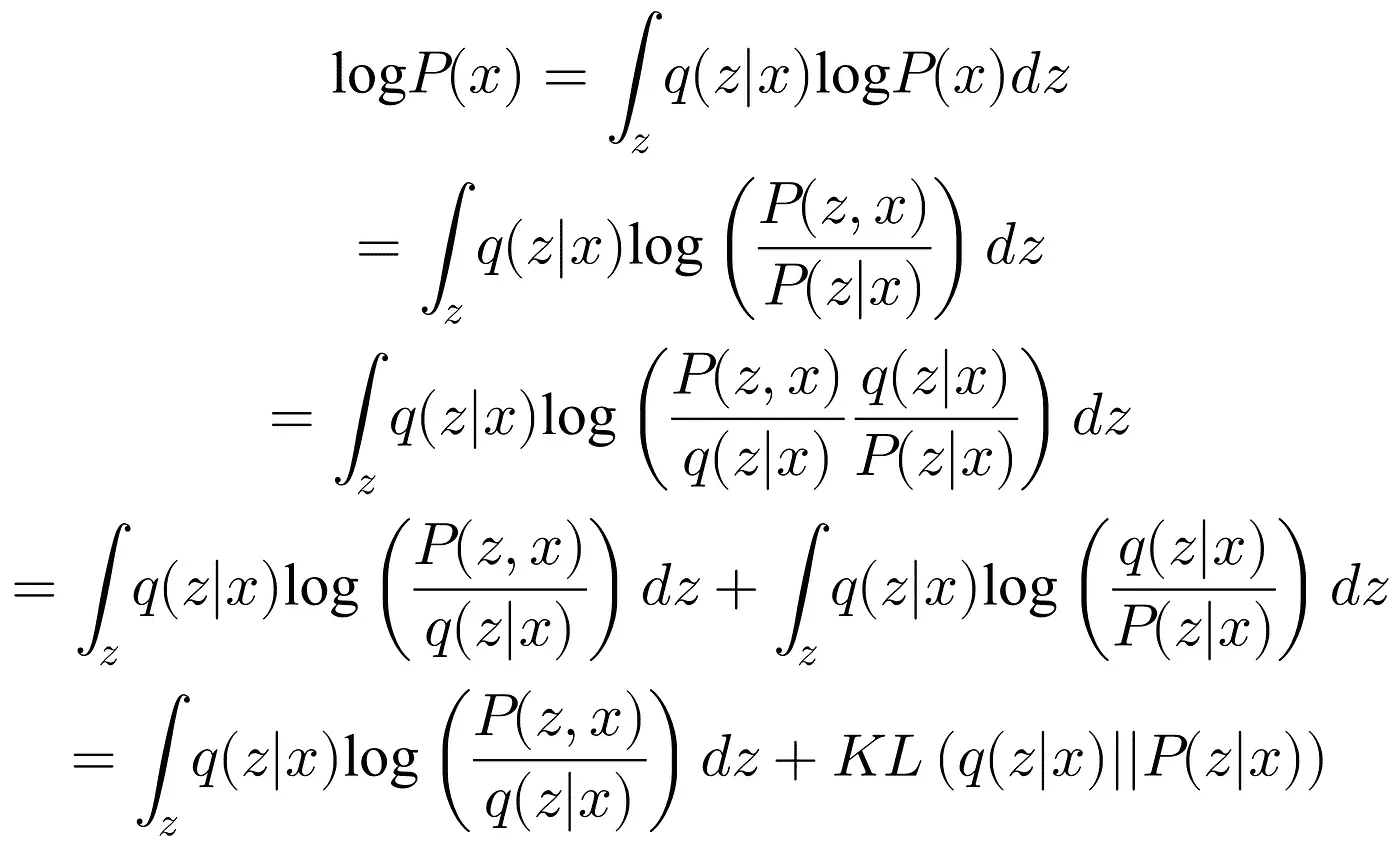 logP(x) = ∫_z q(z|x)logP(x)dz
= ∫_z q(z|x)log (P(z, x) / P(z|x)) dz
= ∫_z q(z|x)log (P(z, x) / q(z|x) q(z|x) / P(z|x)) dz
= ∫_z q(z|x)log (P(z, x) / q(z|x)) dz + ∫_z q(z|x)log (q(z|x) / P(z|x)) dz
= ∫_z q(z|x)log (P(z, x) / q(z|x)) dz + KL (q(z|x)||P(z|x))